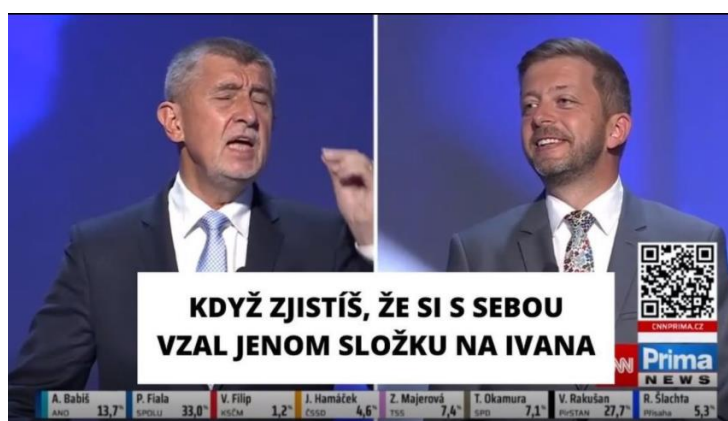 KDYŽ ZJISTÍŠ, ŽE SI S SEBOU
VZAL JENOM SLOŽKU NA IVANA
CNNPRIMA.CZ
NN Prima
NEWS
A. Babiš P. Fiala V. Filip J. Hamáček Z. Majerová T. Okamura V. Rakušan R. Šlachta
ANO 13,7% SPOLU 33,0% KSČM 1,2% ČSSD 4,6% TSS 7,4% SPD 7,1% PirSTAN 27,7% Přísaha 5,3%